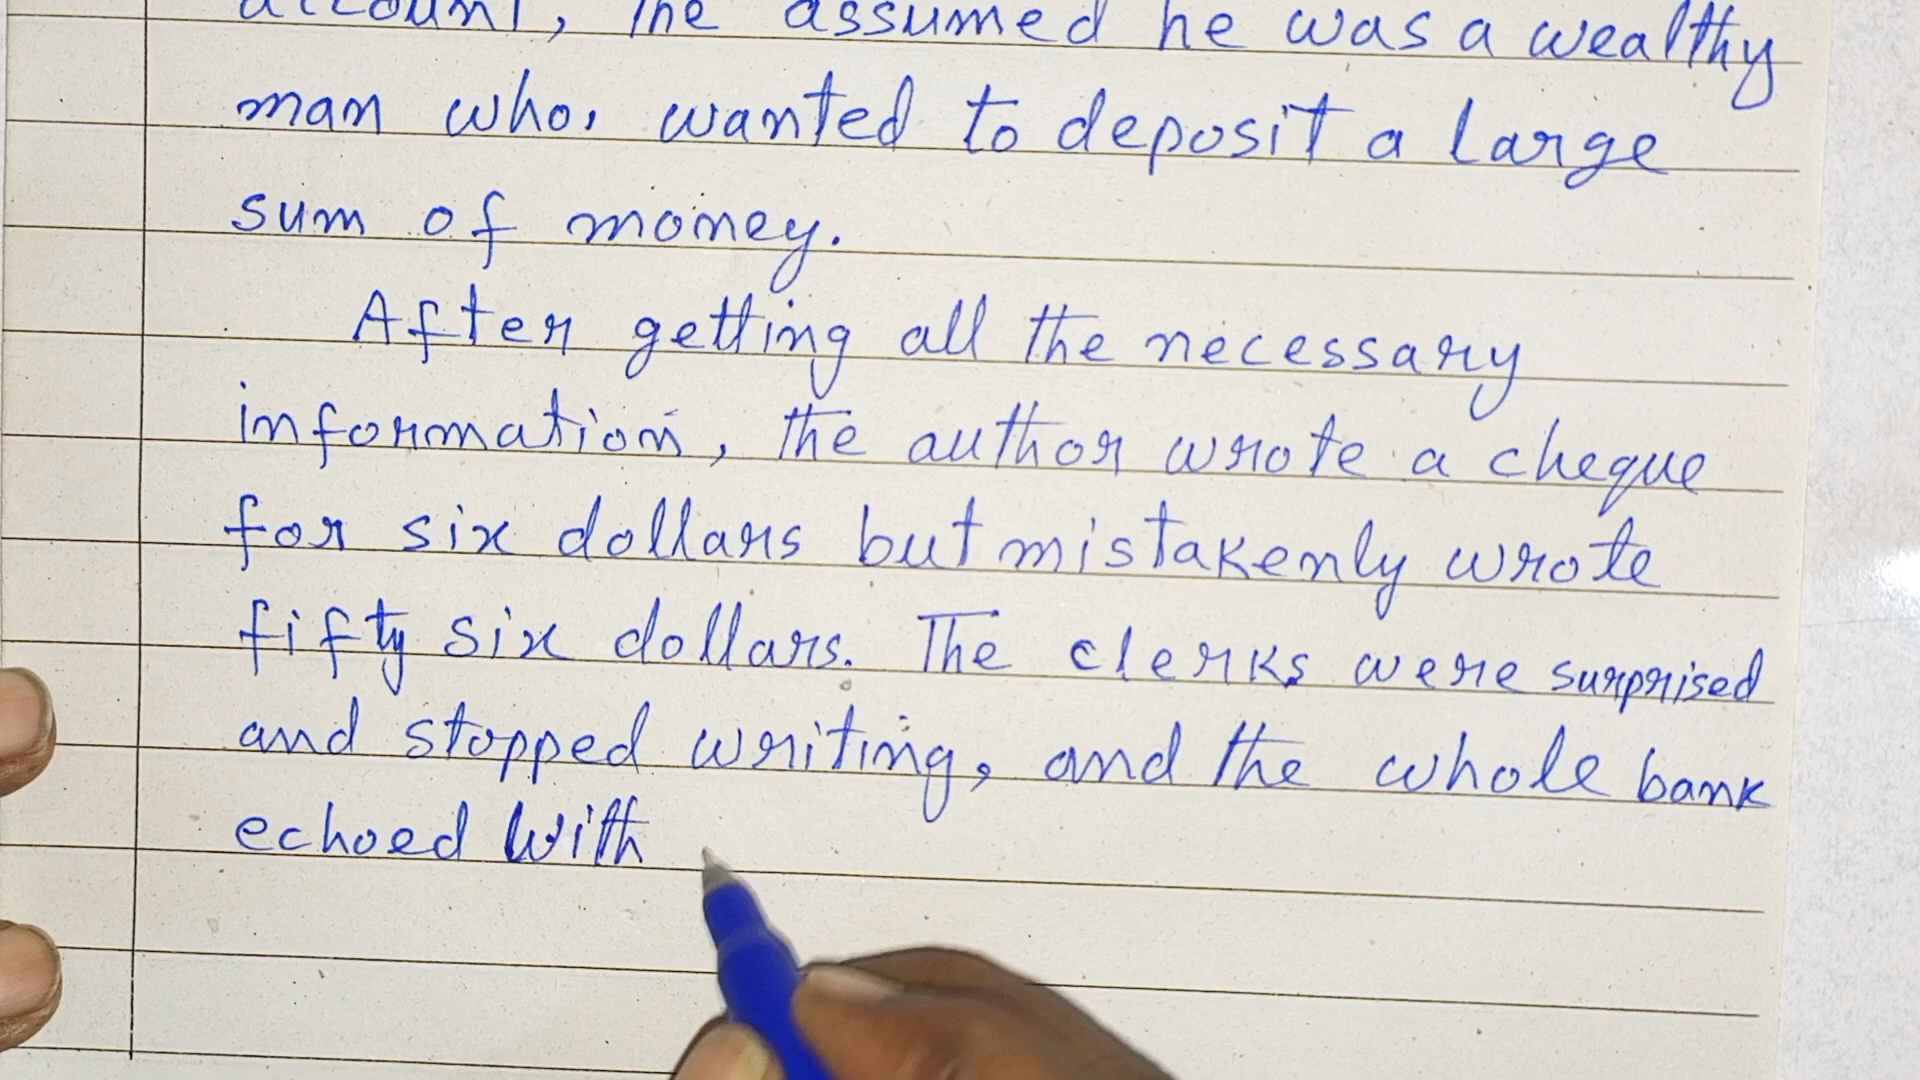 account, the assumed he was a wealthy
man who, wanted to deposit a large
sum of money.
After getting all the necessary
information, the author wrote a cheque
for six dollars but mistakenly wrote
fifty six dollars. The clerks were surprised
and stopped writing, and the whole bank
echoed with